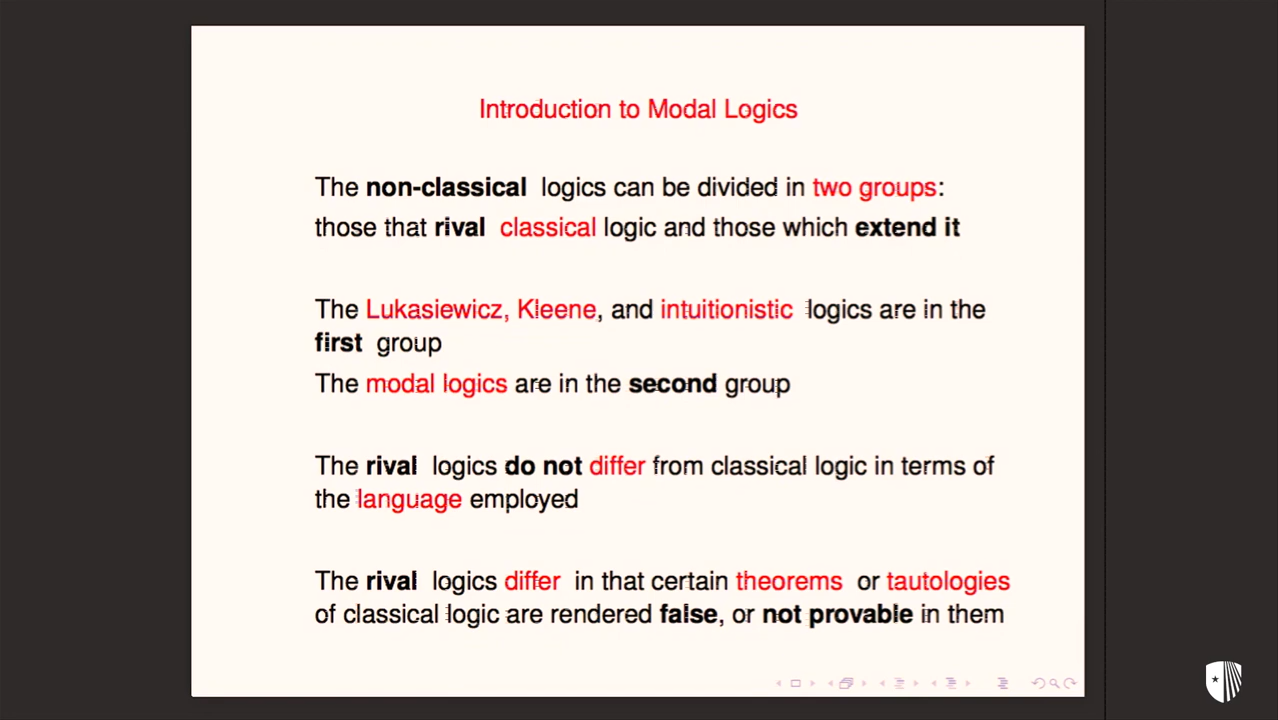 Introduction to Modal Logics
The non-classical logics can be divided in two groups:
those that rival classical logic and those which extend it
The Lukasiewicz, Kleene, and intuitionistic logics are in the
first group
The modal logics are in the second group
The rival logics do not differ from classical logic in terms of
the language employed
The rival logics differ in that certain theorems or tautologies
of classical logic are rendered false, or not provable in them